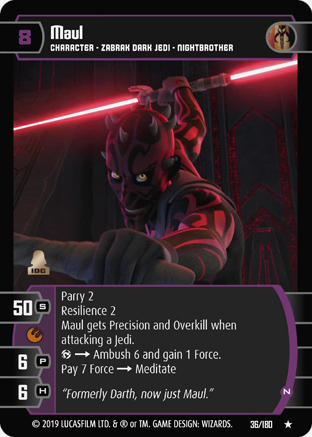 8
Maul
CHARACTER - ZABRAK DARK JEDI - NIGHTBROTHER
IDC
50 S
6 P
6 H
Parry 2
Resilience 2
Maul gets Precision and Overkill when
attacking a Jedi.
→ Ambush 6 and gain 1 Force.
Pay 7 Force → Meditate
“Formerly Darth, now just Maul.”
N
© 2019 LUCASFILM LTD. & ® or TM. GAME DESIGN: WIZARDS.
36/180 ★